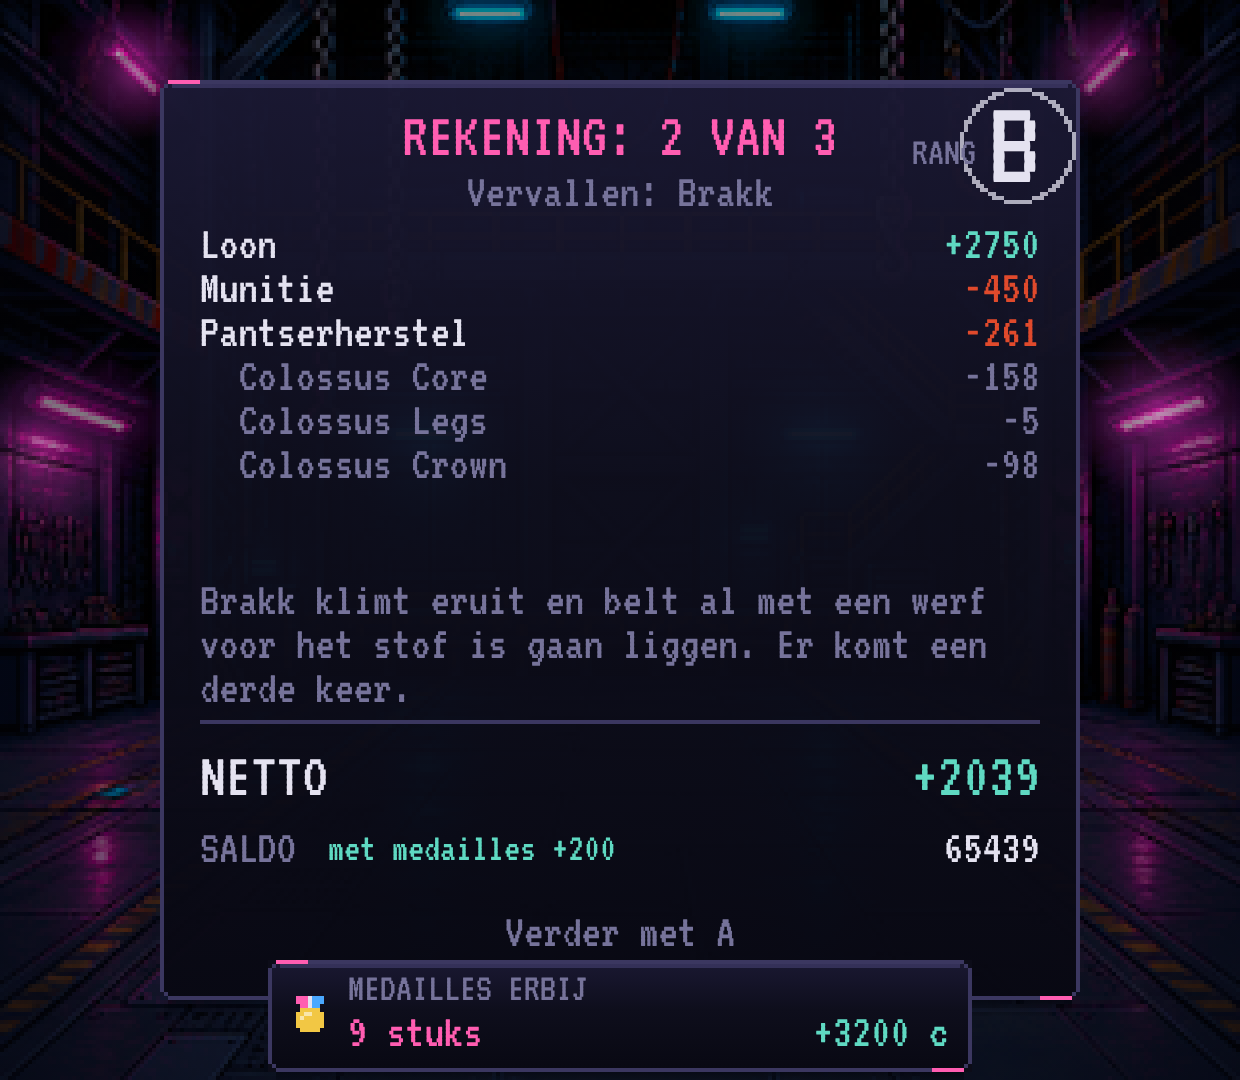 REKENING: 2 VAN 3
RANG B
Vervallen: Brakk
Loon +2750
Munitie -450
Pantserherstel -261
Colossus Core -158
Colossus Legs -5
Colossus Crown -98
Brakk klimt eruit en belt al met een werf
voor het stof is gaan liggen. Er komt een
derde keer.
NETTO +2039
SALDO met medailles +200 65439
Verder met A
MEDAILLES ERBIJ
9 stuks +3200 c